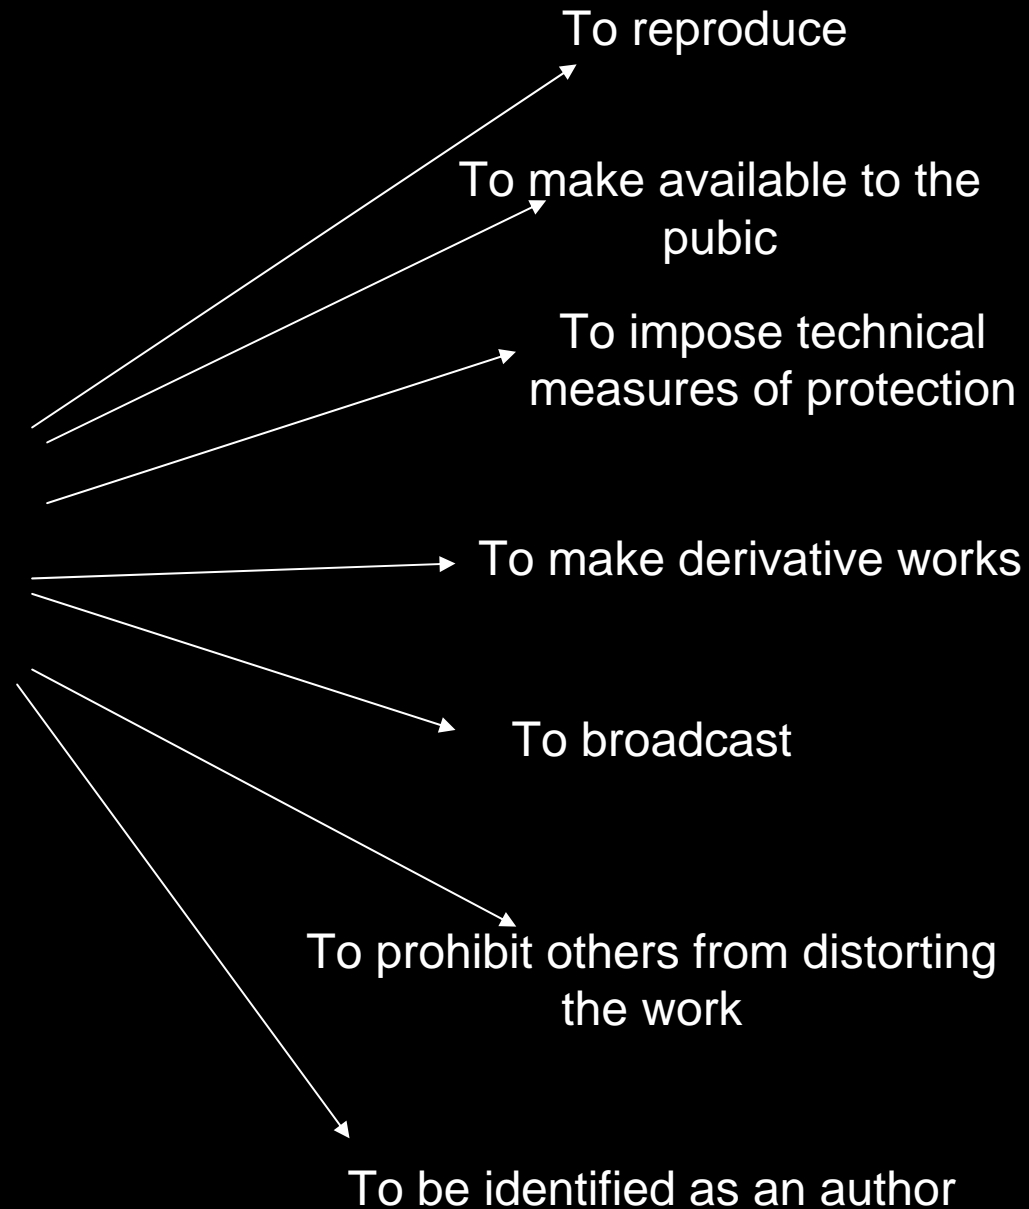 To reproduce
To make available to the
pubic
To impose technical
measures of protection
To make derivative works
To broadcast
To prohibit others from distorting
the work
To be identified as an author